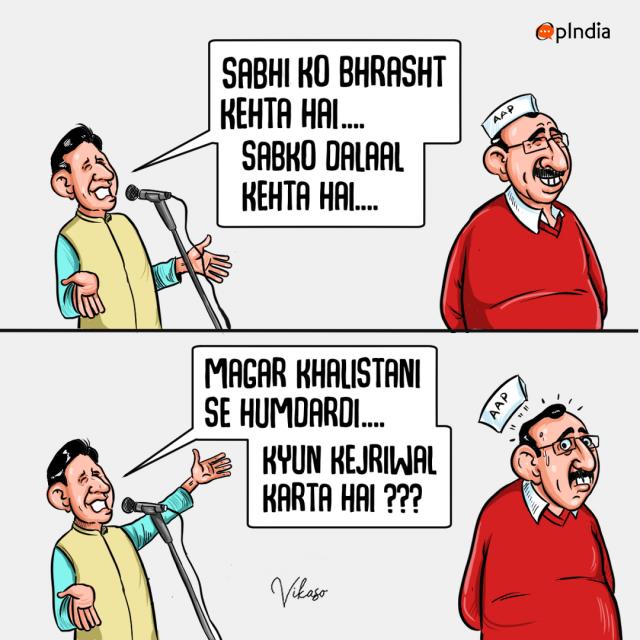 OpIndia
SABHI KO BHRASHT
KEHTA HAI....
SABKO DALAAL
KEHTA HAI....
AAP
MAGAR KHALISTANI
SE HUMDARDI....
KYUN KEJRIWAL
KARTA HAI ???
AAP
Vikaso